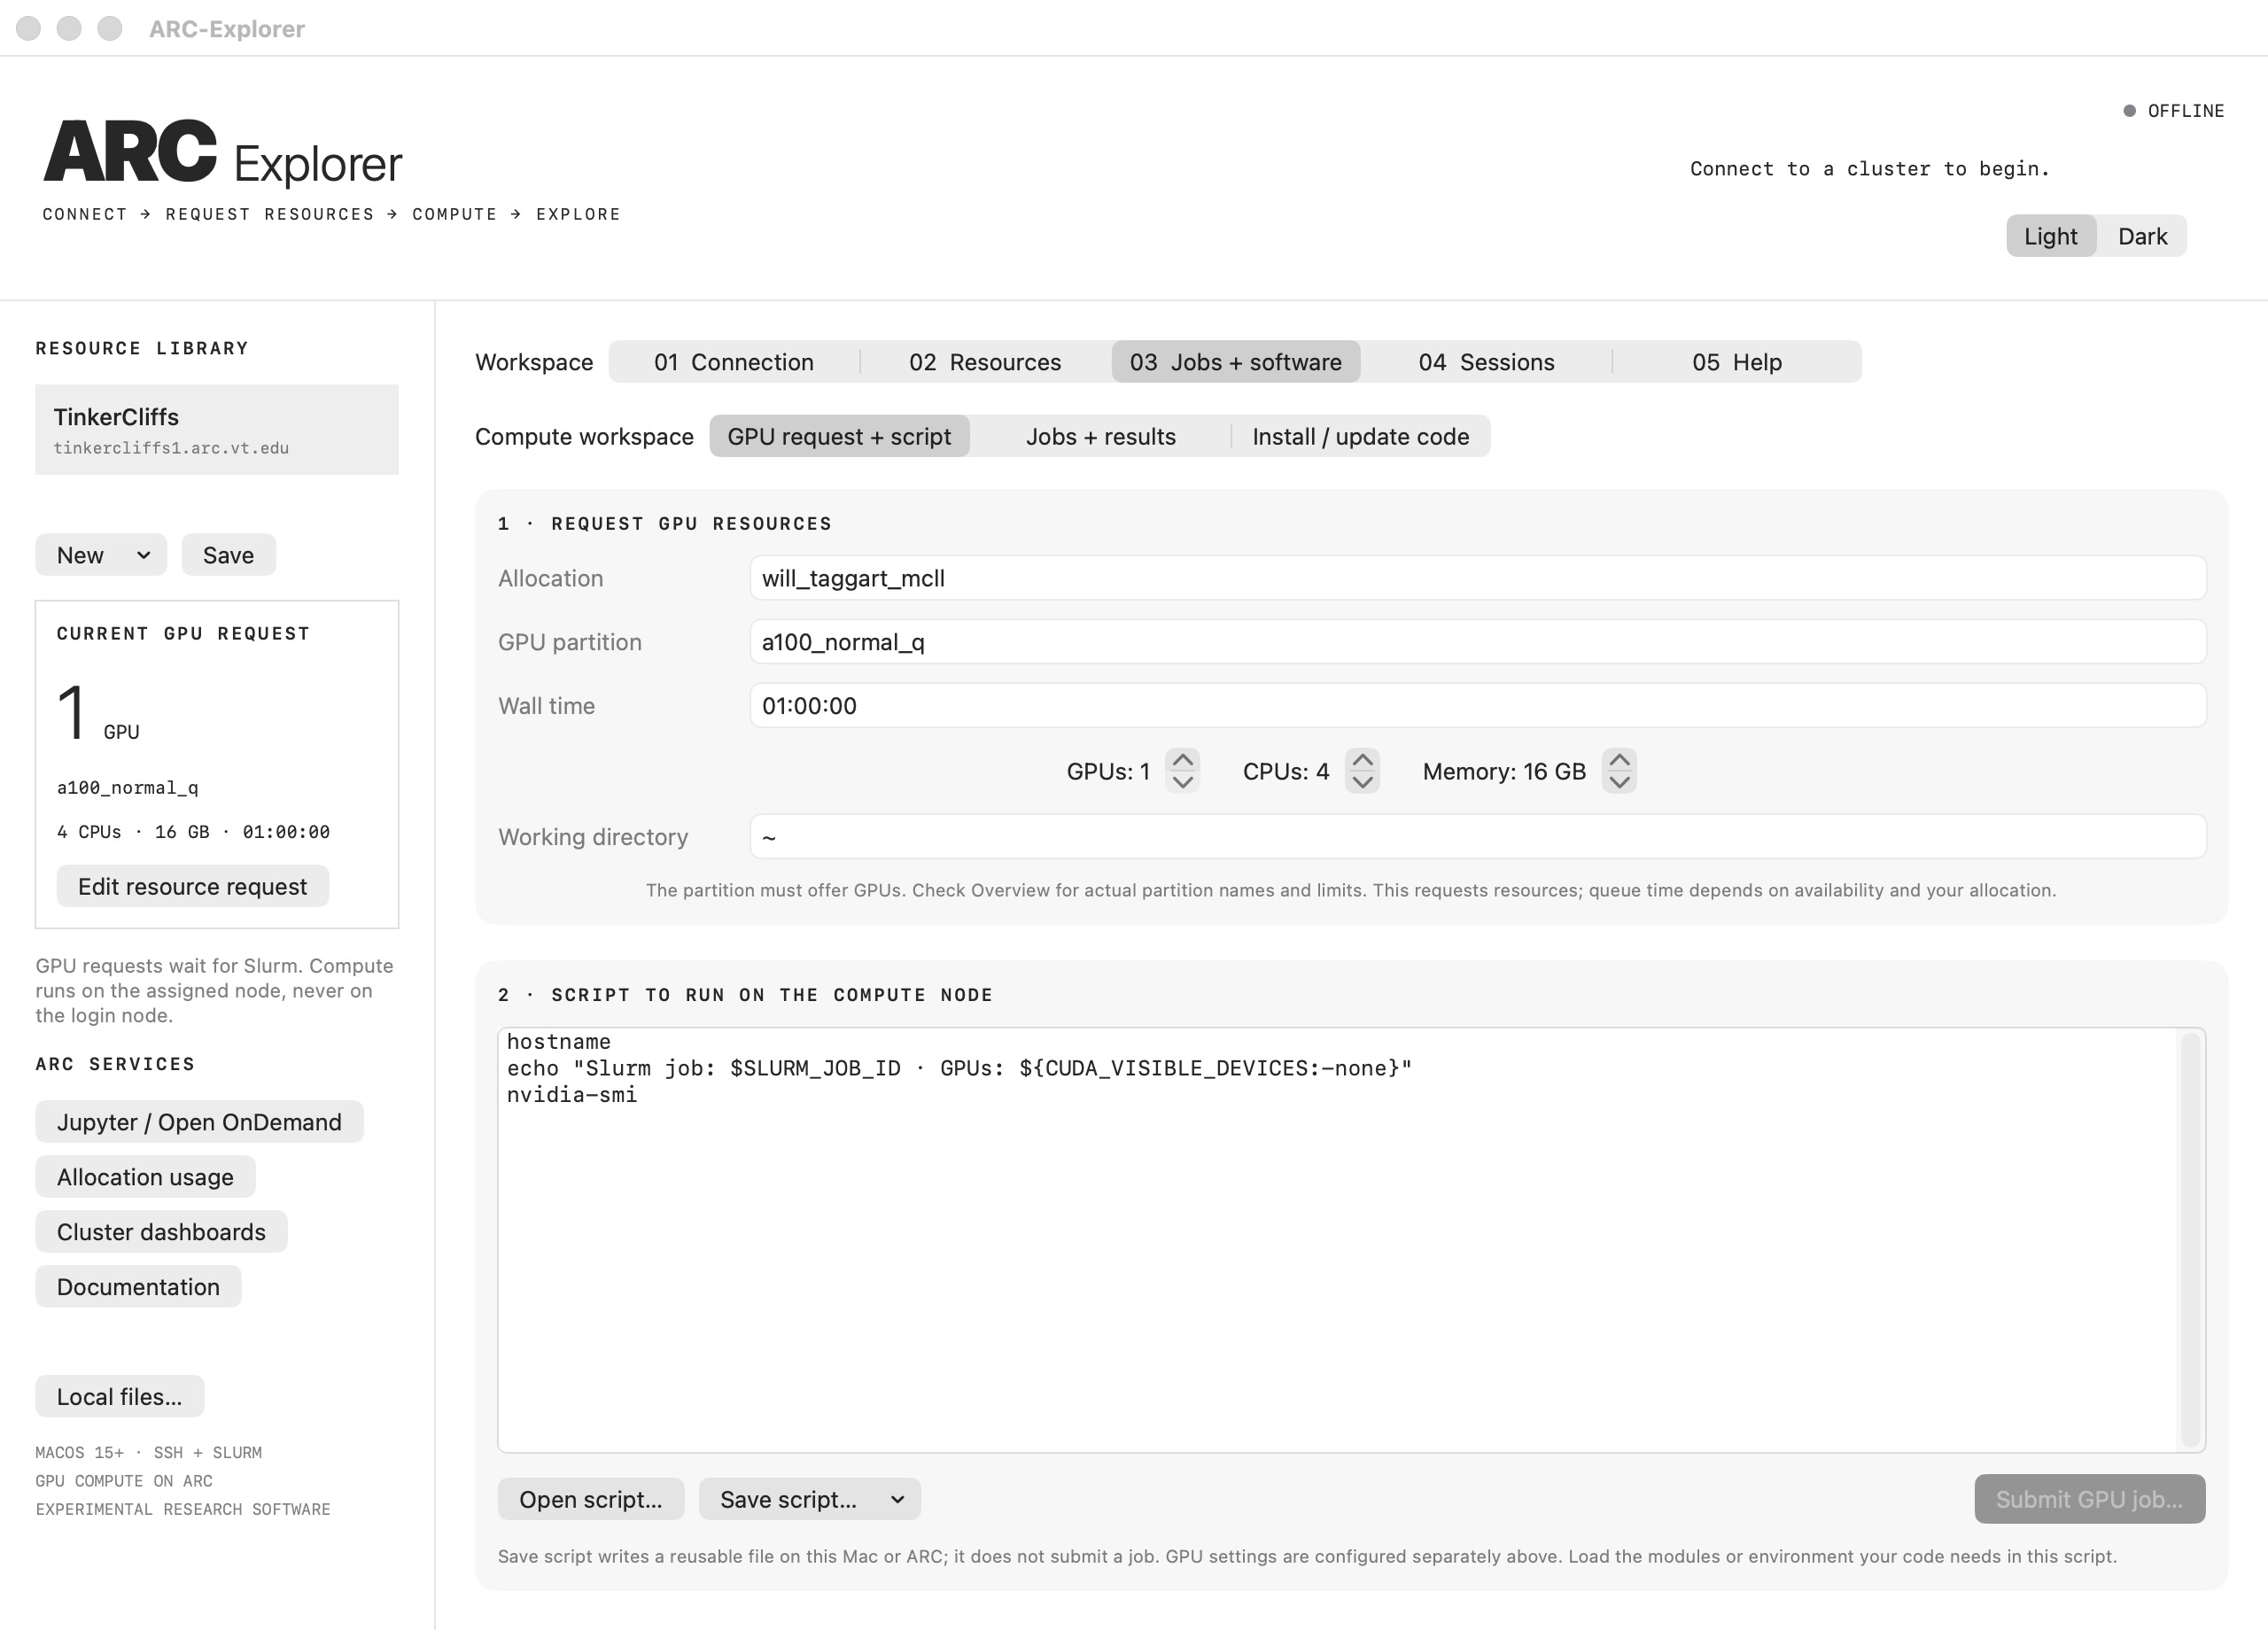 ARC-Explorer
ARC Explorer
CONNECT → REQUEST RESOURCES → COMPUTE → EXPLORE
OFFLINE
Connect to a cluster to begin.
Light Dark
RESOURCE LIBRARY
TinkerCliffs
tinkercliffs1.arc.vt.edu
New Save
CURRENT GPU REQUEST
1 GPU
a100_normal_q
4 CPUs · 16 GB · 01:00:00
Edit resource request
GPU requests wait for Slurm. Compute
runs on the assigned node, never on
the login node.
ARC SERVICES
Jupyter / Open OnDemand
Allocation usage
Cluster dashboards
Documentation
Local files...
MACOS 15+ · SSH + SLURM
GPU COMPUTE ON ARC
EXPERIMENTAL RESEARCH SOFTWARE
Workspace 01 Connection 02 Resources 03 Jobs + software 04 Sessions 05 Help
Compute workspace GPU request + script Jobs + results Install / update code
1 · REQUEST GPU RESOURCES
Allocation will_taggart_mcll
GPU partition a100_normal_q
Wall time 01:00:00
GPUs: 1 CPUs: 4 Memory: 16 GB
Working directory ~
The partition must offer GPUs. Check Overview for actual partition names and limits. This requests resources; queue time depends on availability and your allocation.
2 · SCRIPT TO RUN ON THE COMPUTE NODE
hostname
echo "Slurm job: $SLURM_JOB_ID · GPUs: ${CUDA_VISIBLE_DEVICES:-none}"
nvidia-smi
Open script... Save script... Submit GPU job...
Save script writes a reusable file on this Mac or ARC; it does not submit a job. GPU settings are configured separately above. Load the modules or environment your code needs in this script.